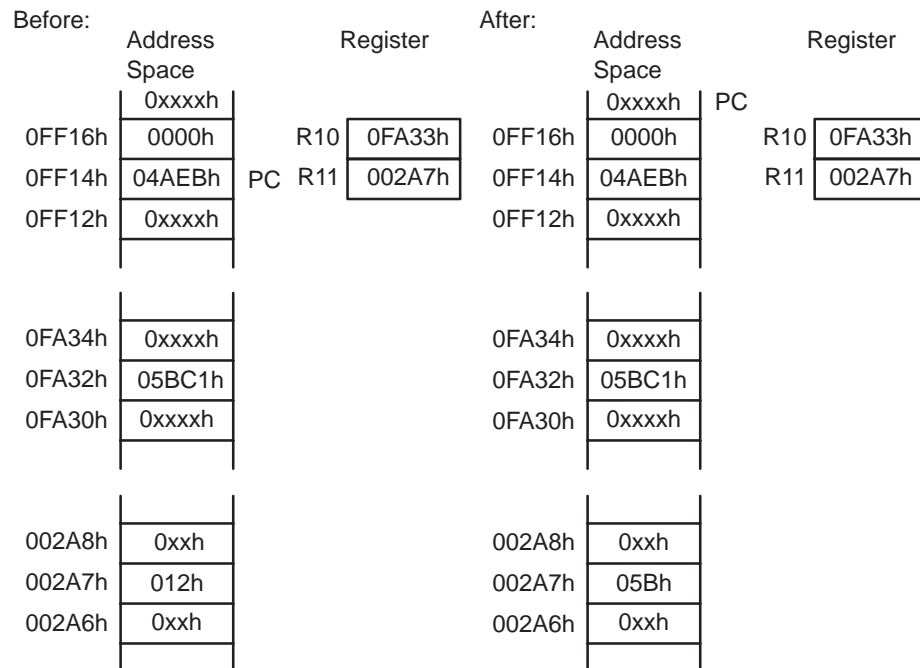 Before:
Address Space
Register
0xxxxh
0FF16h 0000h R10 0FA33h
0FF14h 04AEBh PC R11 002A7h
0FF12h 0xxxxh
0FA34h 0xxxxh
0FA32h 05BC1h
0FA30h 0xxxxh
002A8h 0xxh
002A7h 012h
002A6h 0xxh
After:
Address Space
Register
0xxxxh PC
0FF16h 0000h R10 0FA33h
0FF14h 04AEBh R11 002A7h
0FF12h 0xxxxh
0FA34h 0xxxxh
0FA32h 05BC1h
0FA30h 0xxxxh
002A8h 0xxh
002A7h 05Bh
002A6h 0xxh